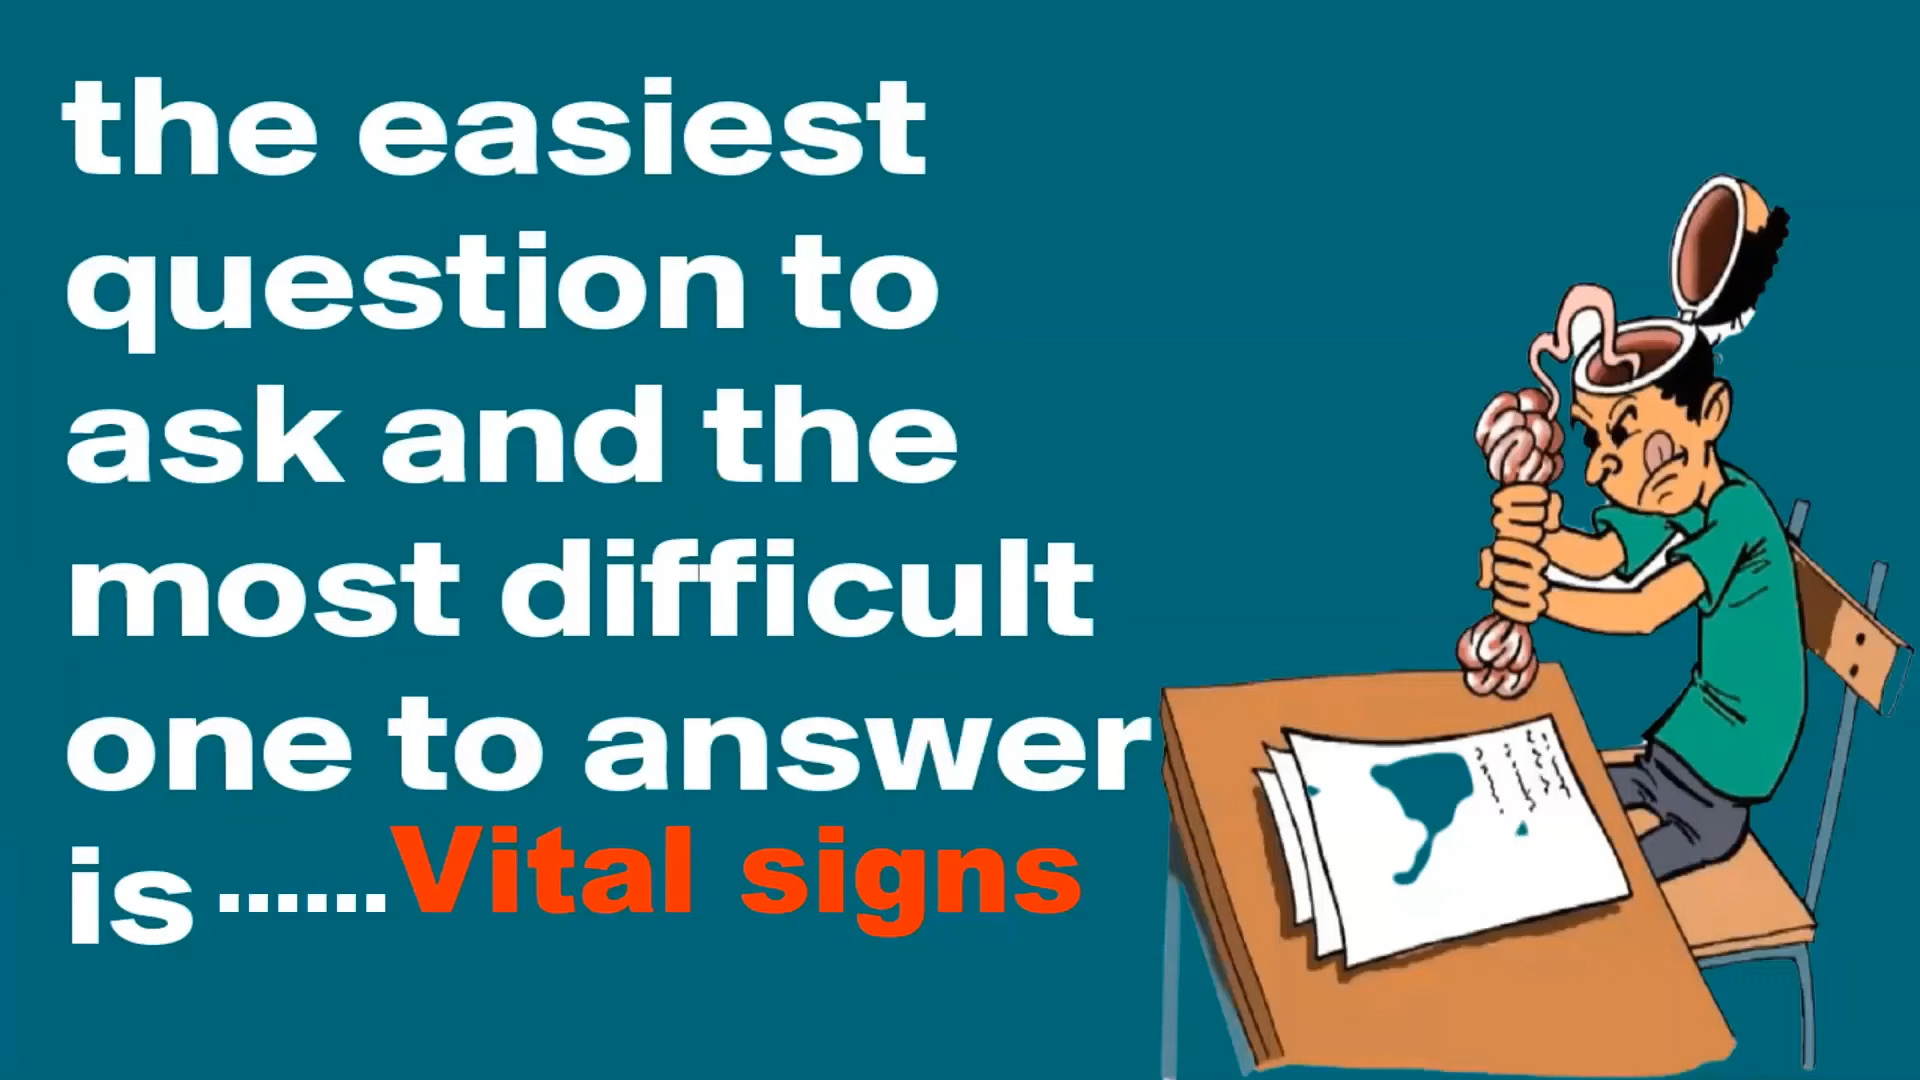 the easiest
question to
ask and the
most difficult
one to answer
is ......Vital signs